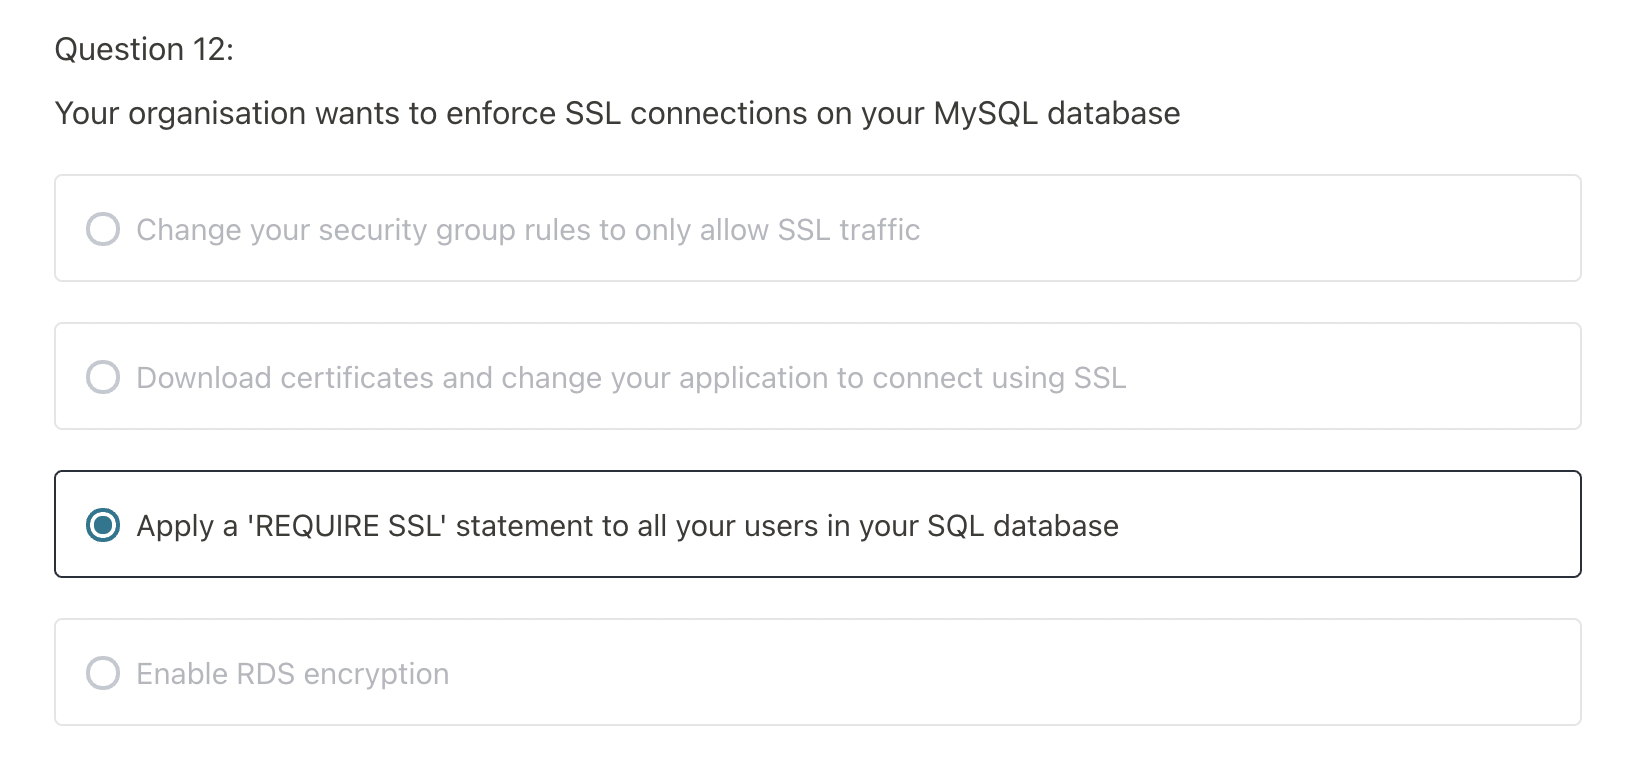 Question 12:
Your organisation wants to enforce SSL connections on your MySQL database
Change your security group rules to only allow SSL traffic
Download certificates and change your application to connect using SSL
Apply a 'REQUIRE SSL' statement to all your users in your SQL database
Enable RDS encryption